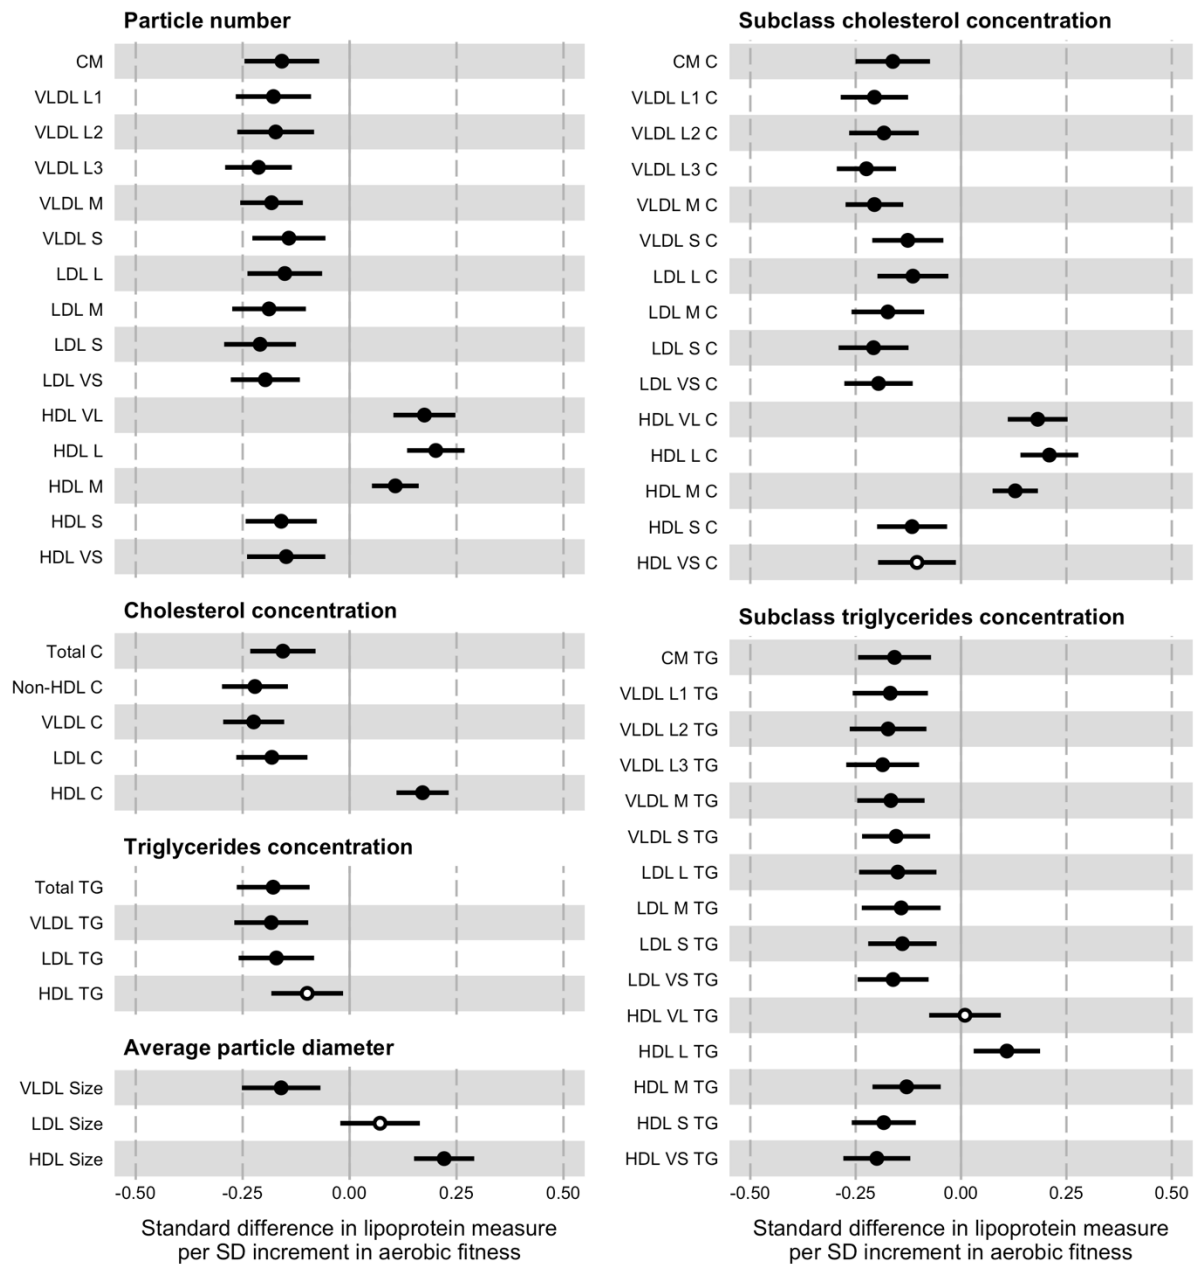 Particle number
CM
VLDL L1
VLDL L2
VLDL L3
VLDL M
VLDL S
LDL L
LDL M
LDL S
LDL VS
HDL VL
HDL L
HDL M
HDL S
HDL VS
Cholesterol concentration
Total C
Non-HDL C
VLDL C
LDL C
HDL C
Triglycerides concentration
Total TG
VLDL TG
LDL TG
HDL TG
Average particle diameter
VLDL Size
LDL Size
HDL Size
-0.50 -0.25 0.00 0.25 0.50
Standard difference in lipoprotein measure
per SD increment in aerobic fitness
Subclass cholesterol concentration
CM C
VLDL L1 C
VLDL L2 C
VLDL L3 C
VLDL M C
VLDL S C
LDL L C
LDL M C
LDL S C
LDL VS C
HDL VL C
HDL L C
HDL M C
HDL S C
HDL VS C
Subclass triglycerides concentration
CM TG
VLDL L1 TG
VLDL L2 TG
VLDL L3 TG
VLDL M TG
VLDL S TG
LDL L TG
LDL M TG
LDL S TG
LDL VS TG
HDL VL TG
HDL L TG
HDL M TG
HDL S TG
HDL VS TG
-0.50 -0.25 0.00 0.25 0.50
Standard difference in lipoprotein measure
per SD increment in aerobic fitness